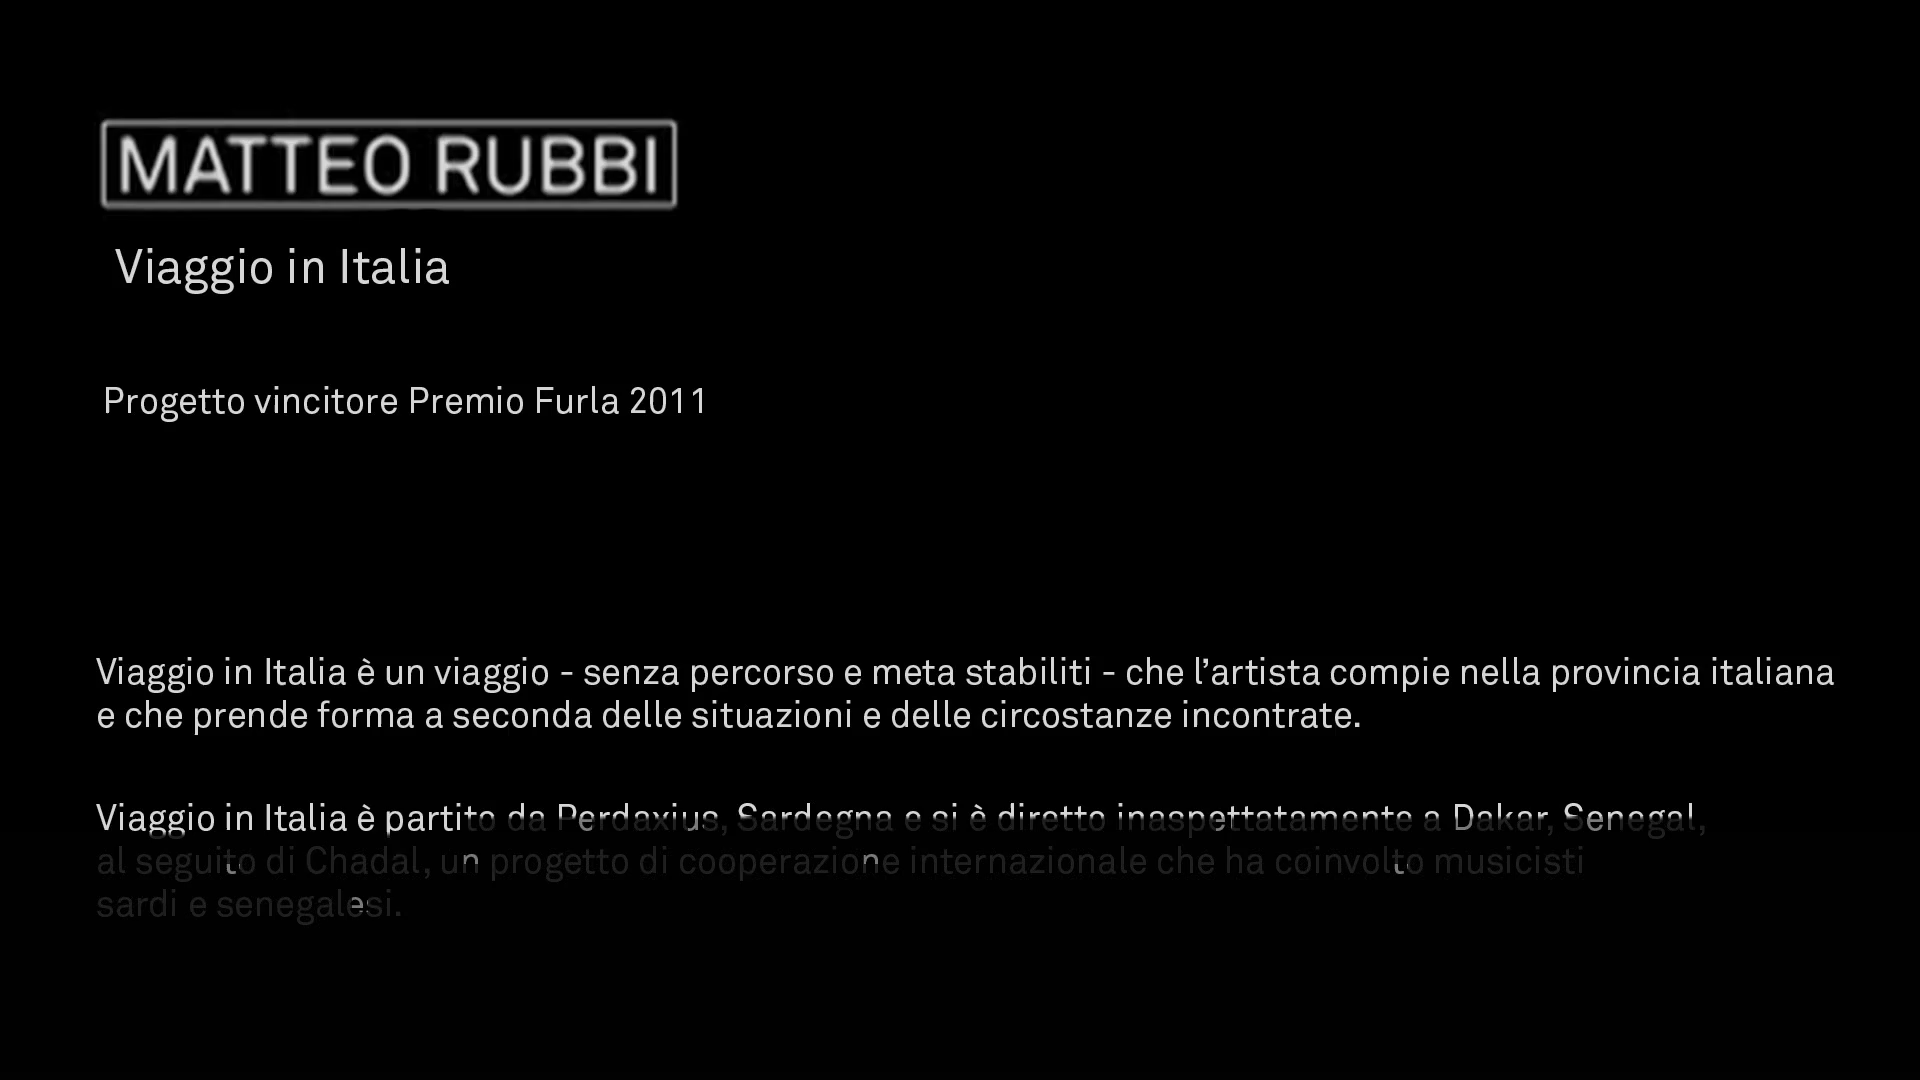 MATTEO RUBBI
Viaggio in Italia
Progetto vincitore Premio Furla 2011
Viaggio in Italia è un viaggio - senza percorso e meta stabiliti - che l’artista compie nella provincia italiana
e che prende forma a seconda delle situazioni e delle circostanze incontrate.
Viaggio in Italia è partito da Perdaxius, Sardegna e si è diretto inaspettatamente a Dakar, Senegal,
al seguito di Chadal, un progetto di cooperazione internazionale che ha coinvolto musicisti
sardi e senegalesi.